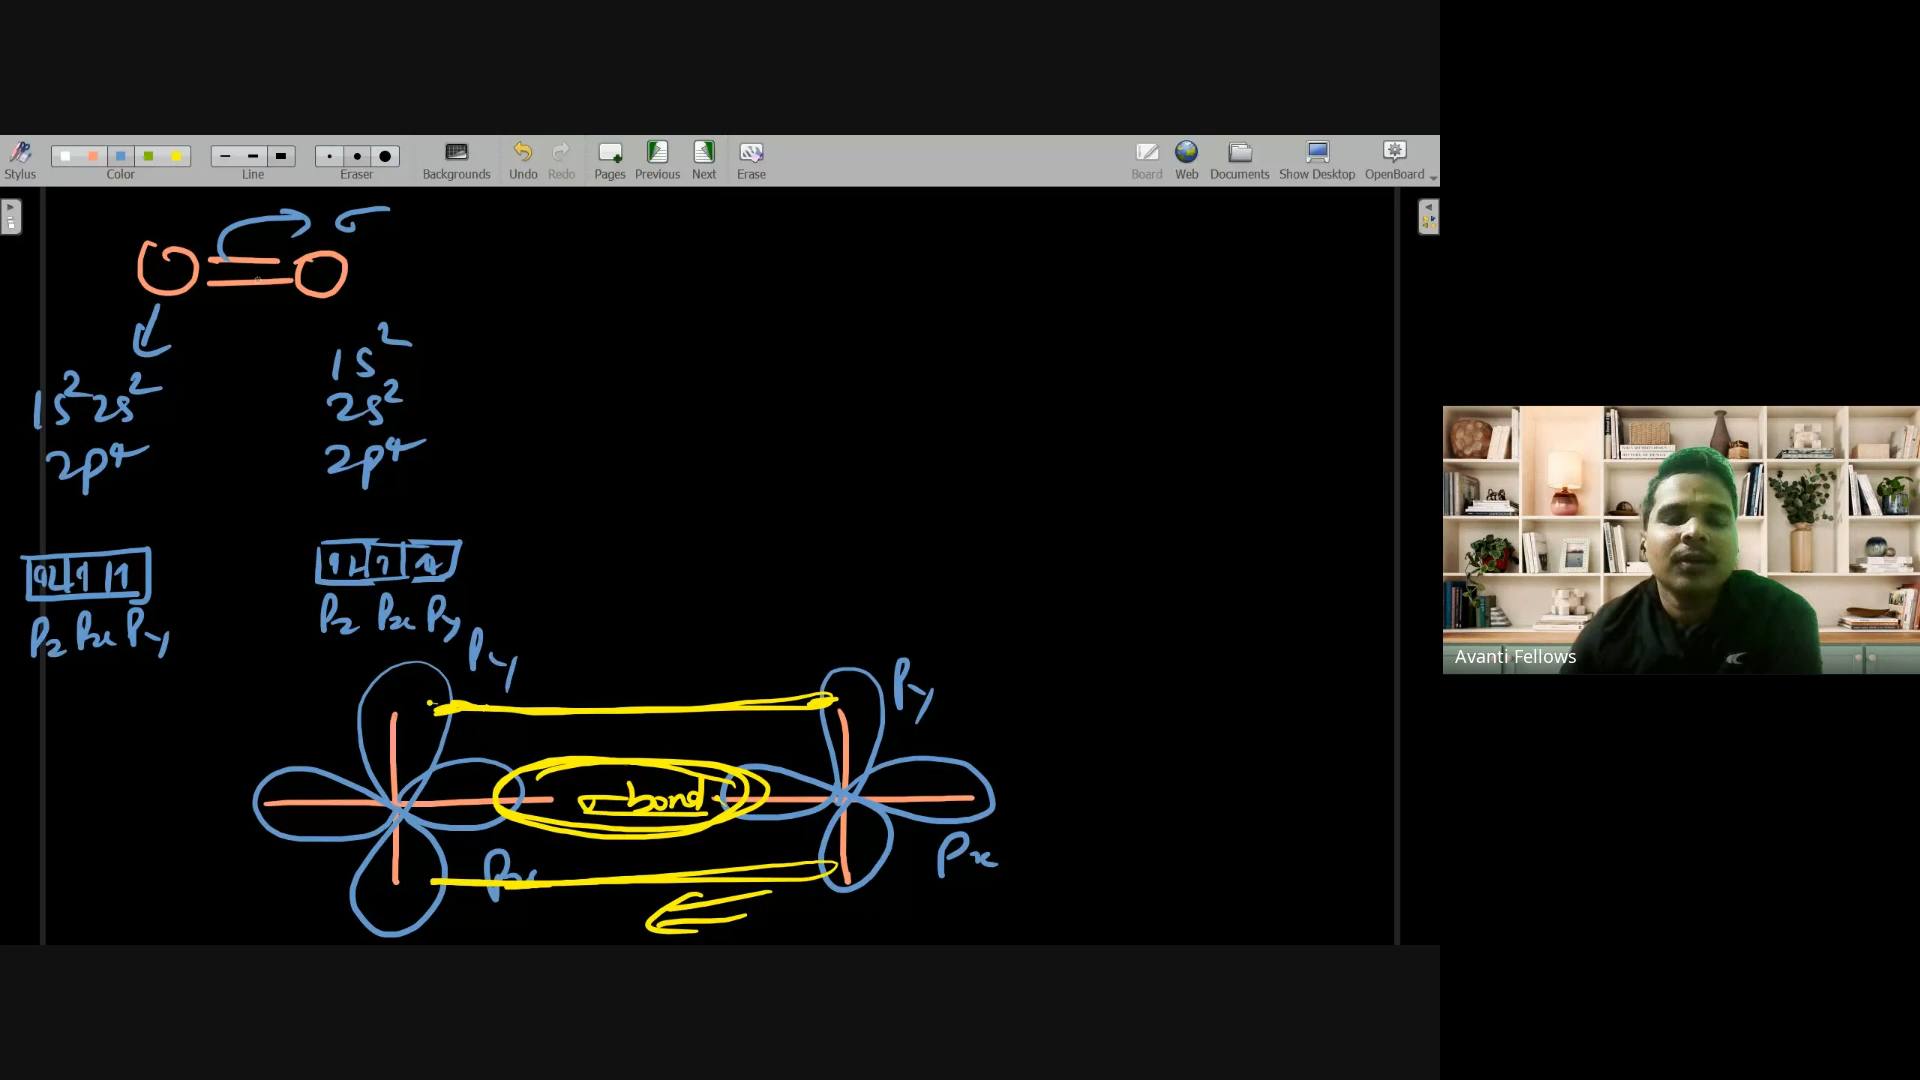 Stylus
Color
Line
Eraser
Backgrounds
Undo
Redo
Pages
Previous
Next
Erase
Board
Web
Documents
Show Desktop
OpenBoard
σ
O=O
1s² 2s²
2p⁴
1s²
2s²
2p⁴
Pz Px Py
Pz Px Py
Py
Py
σ-bond
Px
Px
Avanti Fellows